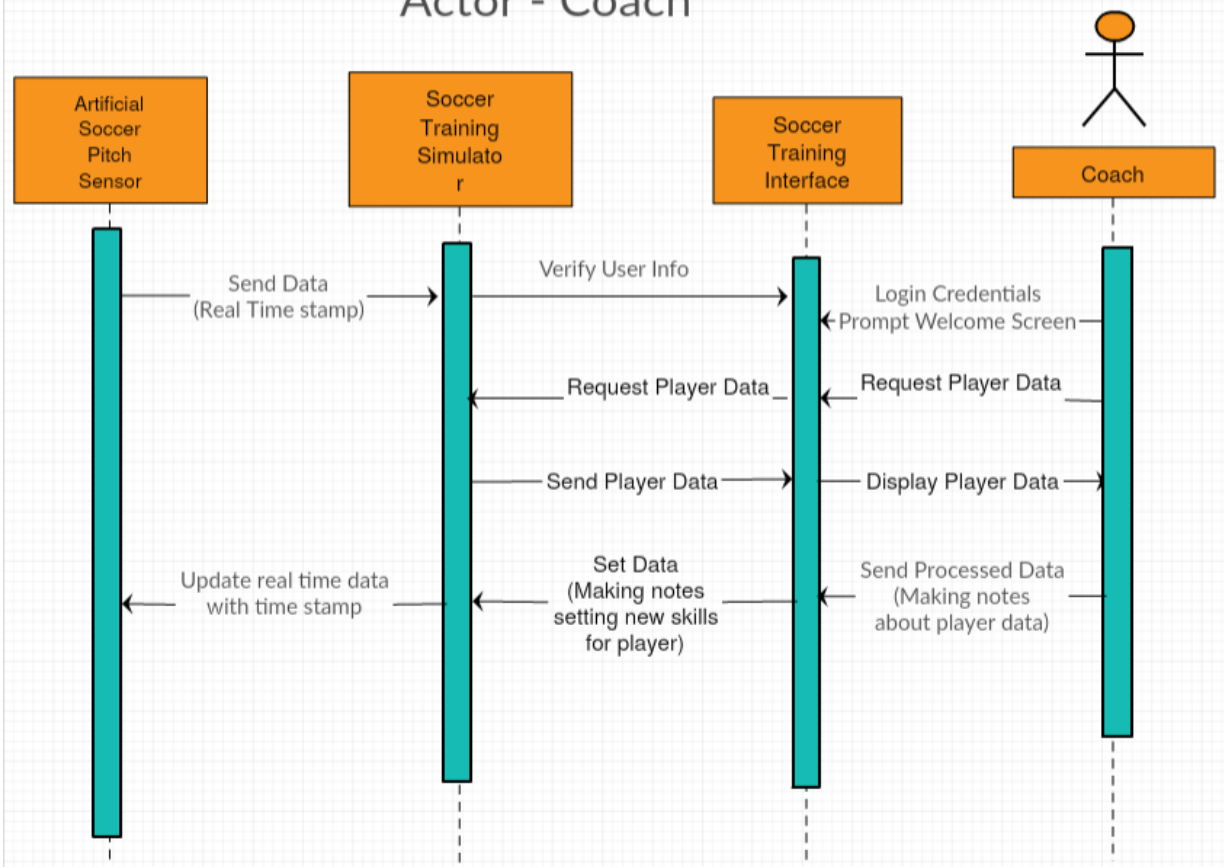 Actor - Coach
Artificial
Soccer
Pitch
Sensor
Soccer
Training
Simulato
r
Soccer
Training
Interface
Coach
Send Data
(Real Time stamp)
Verify User Info
Login Credentials
Prompt Welcome Screen
Request Player Data
Request Player Data
Send Player Data
Display Player Data
Update real time data
with time stamp
Set Data
(Making notes
setting new skills
for player)
Send Processed Data
(Making notes
about player data)